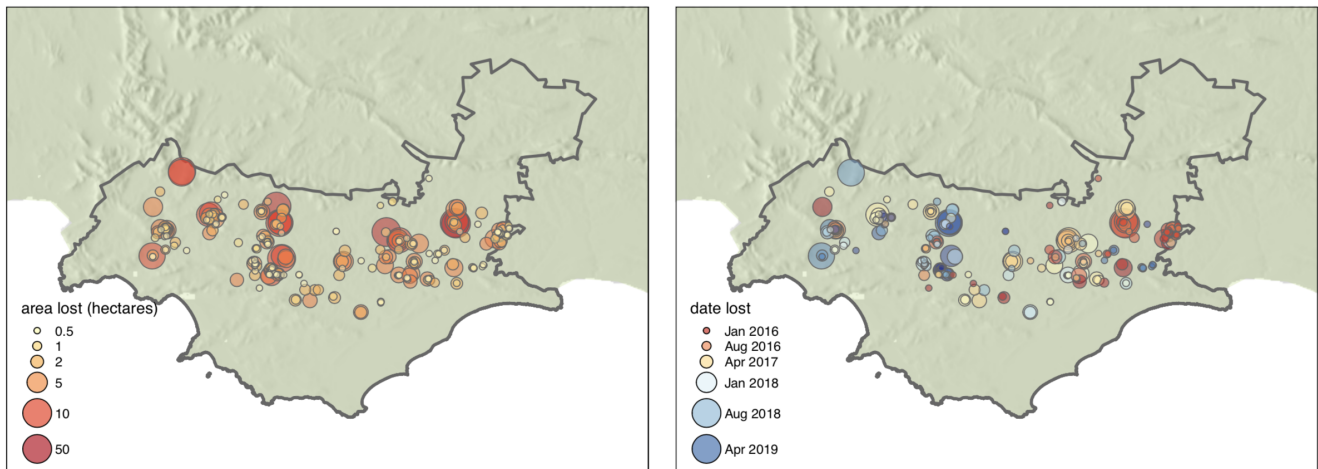 area lost (hectares)
0.5
1
2
5
10
50
date lost
Jan 2016
Aug 2016
Apr 2017
Jan 2018
Aug 2018
Apr 2019